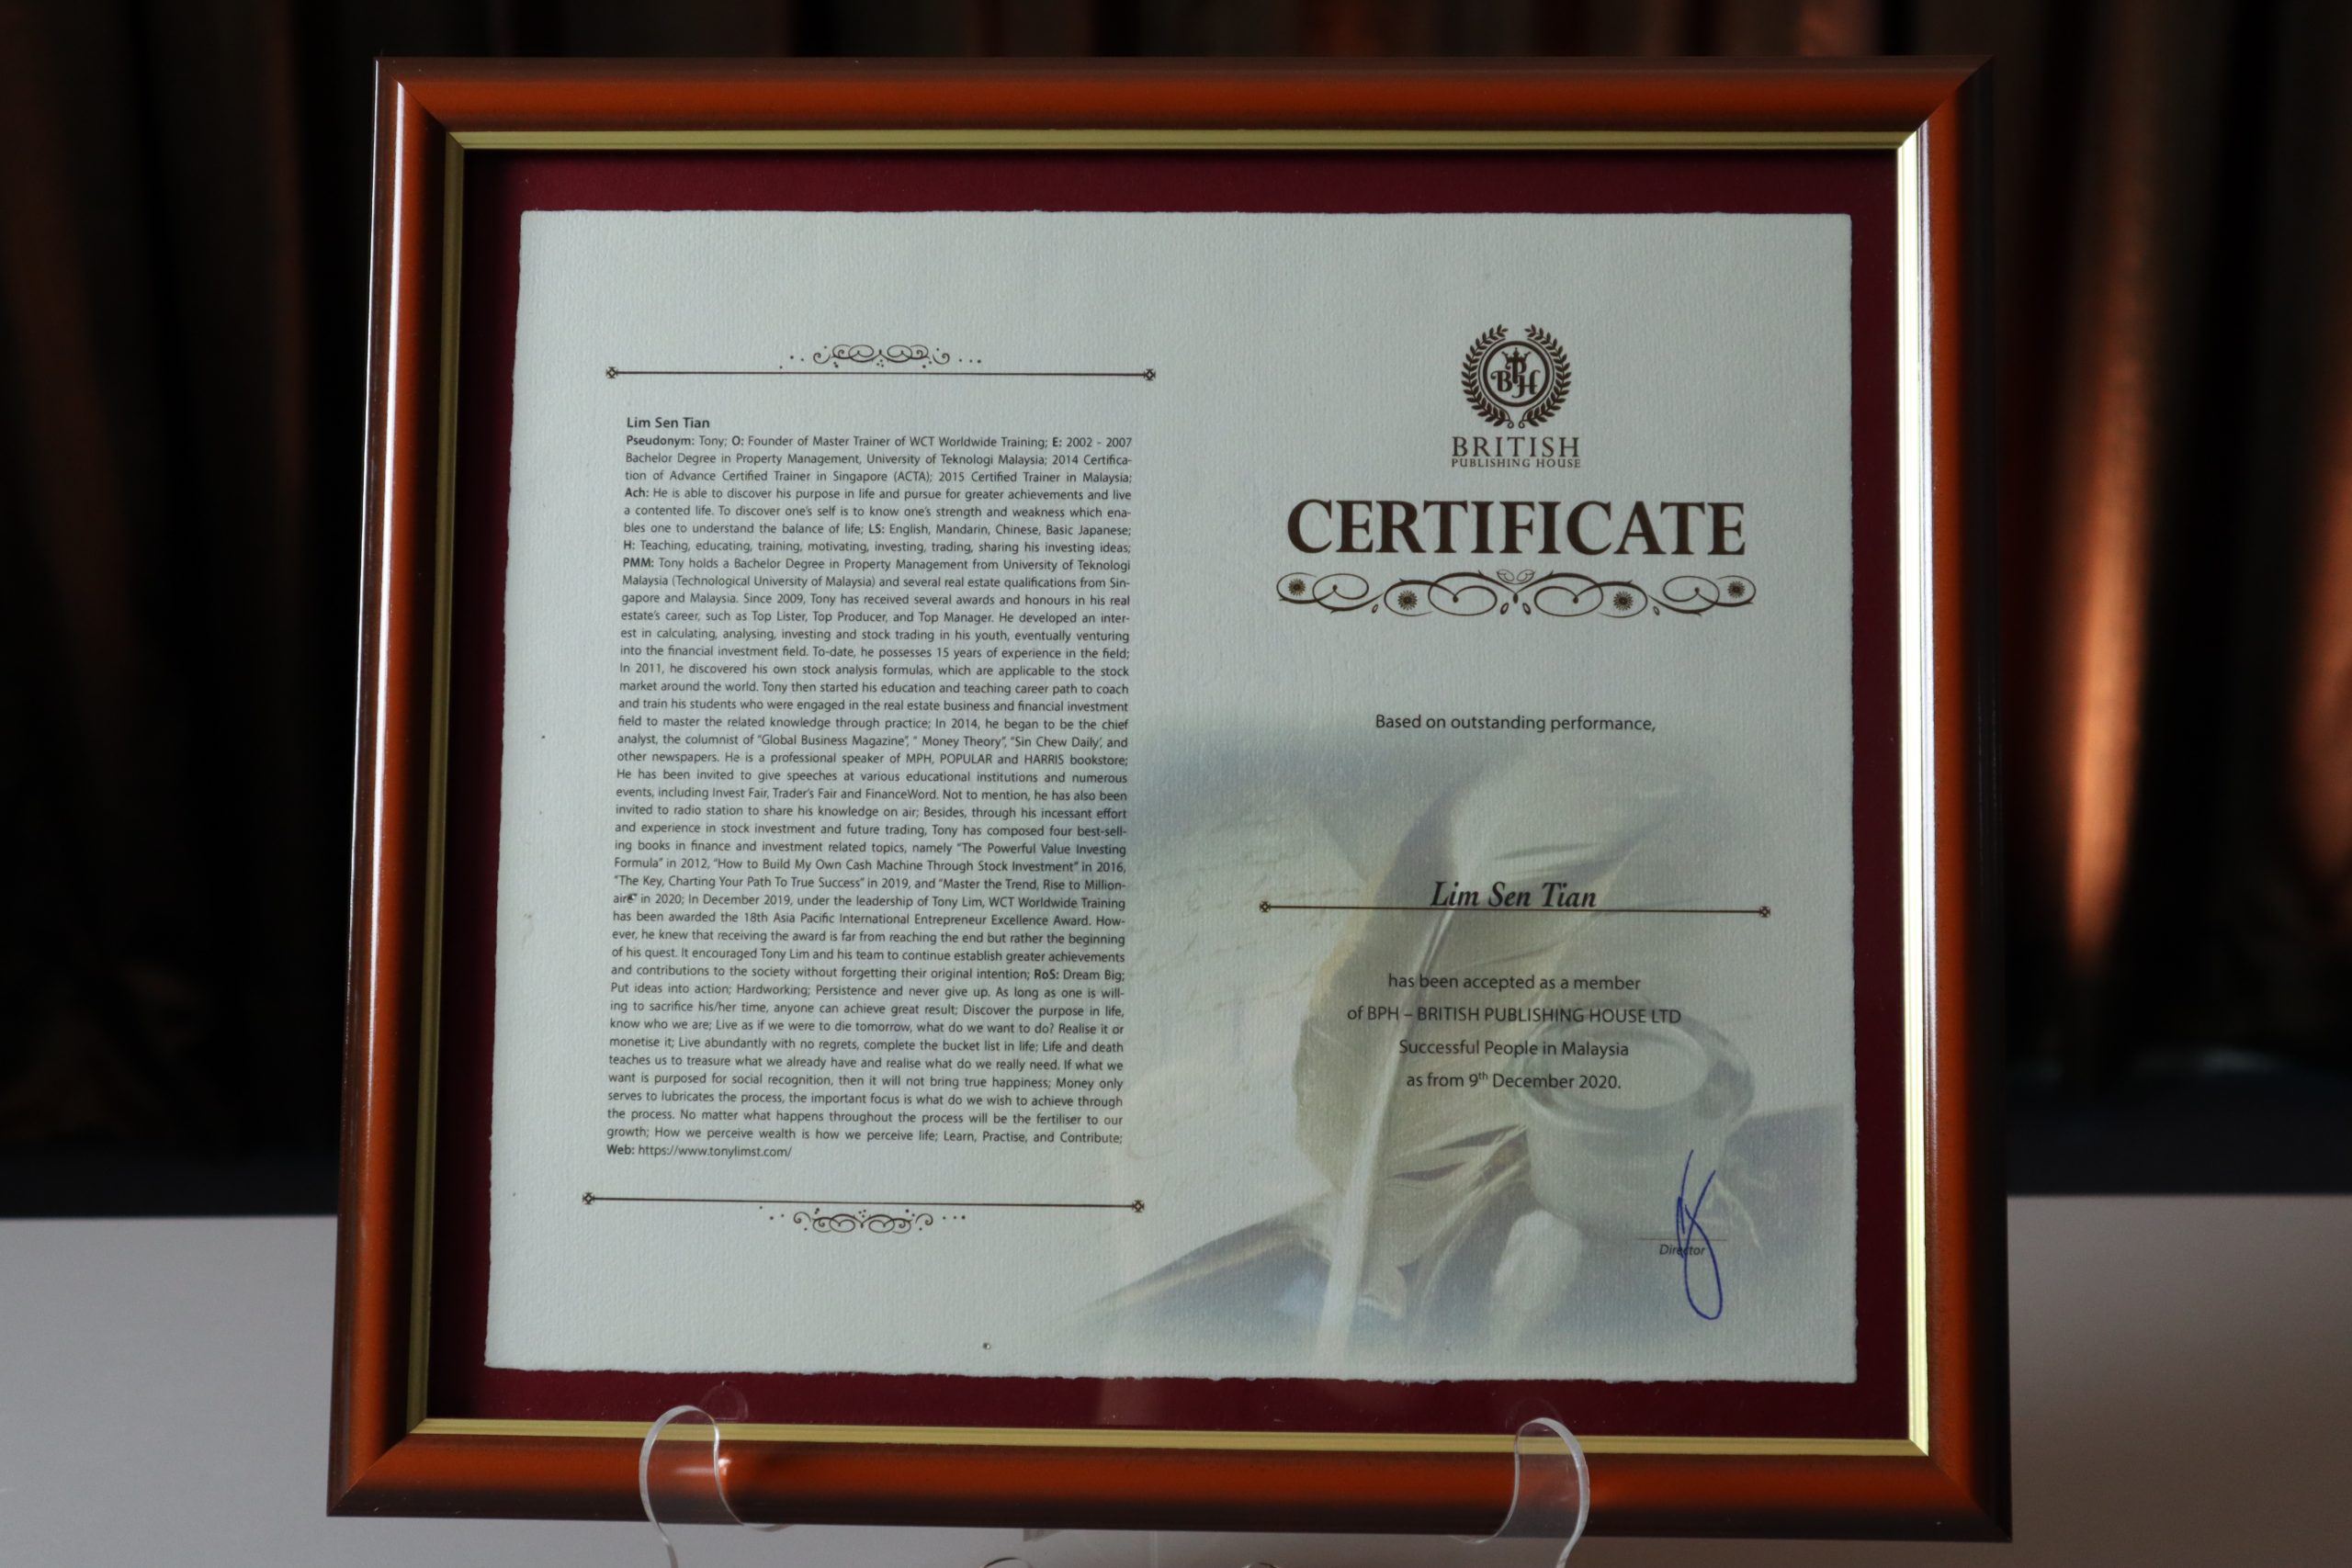 Lim Sen Tian
Pseudonym: Tony; O: Founder of Master Trainer of WCT Worldwide Training; E: 2002 - 2007
Bachelor Degree in Property Management, University of Teknologi Malaysia; 2014 Certifica-
tion of Advance Certified Trainer in Singapore (ACTA); 2015 Certified Trainer in Malaysia;
Ach: He is able to discover his purpose in life and pursue for greater achievements and live
a contented life. To discover one's self is to know one's strength and weakness which ena-
bles one to understand the balance of life; LS: English, Mandarin, Chinese, Basic Japanese;
H: Teaching, educating, training, motivating, investing, trading, sharing his investing ideas;
PMM: Tony holds a Bachelor Degree in Property Management from University of Teknologi
Malaysia (Technological University of Malaysia) and several real estate qualifications from Sin-
gapore and Malaysia. Since 2009, Tony has received several awards and honours in his real
estate's career, such as Top Lister, Top Producer, and Top Manager. He developed an inter-
est in calculating, analysing, investing and stock trading in his youth, eventually venturing
into the financial investment field. To-date, he possesses 15 years of experience in the field;
In 2011, he discovered his own stock analysis formulas, which are applicable to the stock
market around the world. Tony then started his education and teaching career path to coach
and train his students who were engaged in the real estate business and financial investment
field to master the related knowledge through practice; In 2014, he began to be the chief
analyst, the columnist of "Global Business Magazine", " Money Theory", "Sin Chew Daily', and
other newspapers. He is a professional speaker of MPH, POPULAR and HARRIS bookstore;
He has been invited to give speeches at various educational institutions and numerous
events, including Invest Fair, Trader's Fair and FinanceWord. Not to mention, he has also been
invited to radio station to share his knowledge on air; Besides, through his incessant effort
and experience in stock investment and future trading, Tony has composed four best-sell-
ing books in finance and investment related topics, namely "The Powerful Value Investing
Formula" in 2012, "How to Build My Own Cash Machine Through Stock Investment" in 2016,
"The Key, Charting Your Path To True Success" in 2019, and "Master the Trend, Rise to Million-
aire" in 2020; In December 2019, under the leadership of Tony Lim, WCT Worldwide Training
has been awarded the 18th Asia Pacific International Entrepreneur Excellence Award. How-
ever, he knew that receiving the award is far from reaching the end but rather the beginning
of his quest. It encouraged Tony Lim and his team to continue establish greater achievements
and contributions to the society without forgetting their original intention; RoS: Dream Big;
Put ideas into action; Hardworking; Persistence and never give up. As long as one is will-
ing to sacrifice his/her time, anyone can achieve great result; Discover the purpose in life,
know who we are; Live as if we were to die tomorrow, what do we want to do? Realise it or
monetise it; Live abundantly with no regrets, complete the bucket list in life; Life and death
teaches us to treasure what we already have and realise what do we really need. If what we
want is purposed for social recognition, then it will not bring true happiness; Money only
serves to lubricates the process, the important focus is what do we wish to achieve through
the process. No matter what happens throughout the process will be the fertiliser to our
growth; How we perceive wealth is how we perceive life; Learn, Practise, and Contribute;
Web: https://www.tonylimst.com/
BPH
BRITISH
PUBLISHING HOUSE
CERTIFICATE
Based on outstanding performance,
Lim Sen Tian
has been accepted as a member
of BPH – BRITISH PUBLISHING HOUSE LTD
Successful People in Malaysia
as from 9th December 2020.
Director